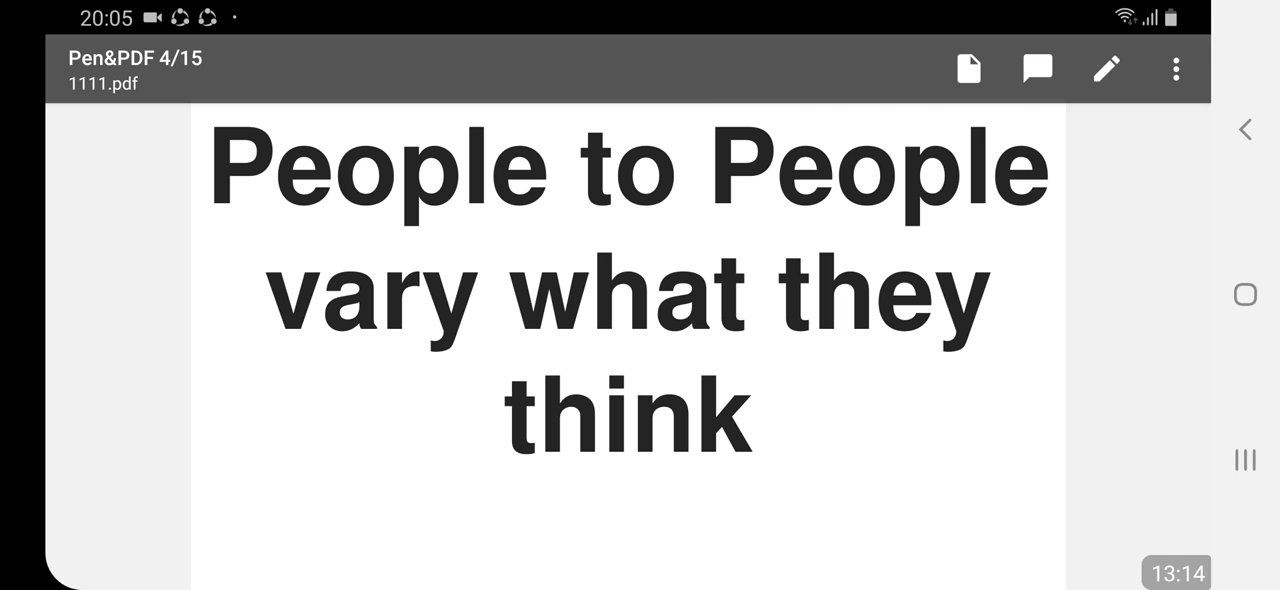 20:05
Pen&PDF 4/15
1111.pdf
People to People
vary what they
think
13:14